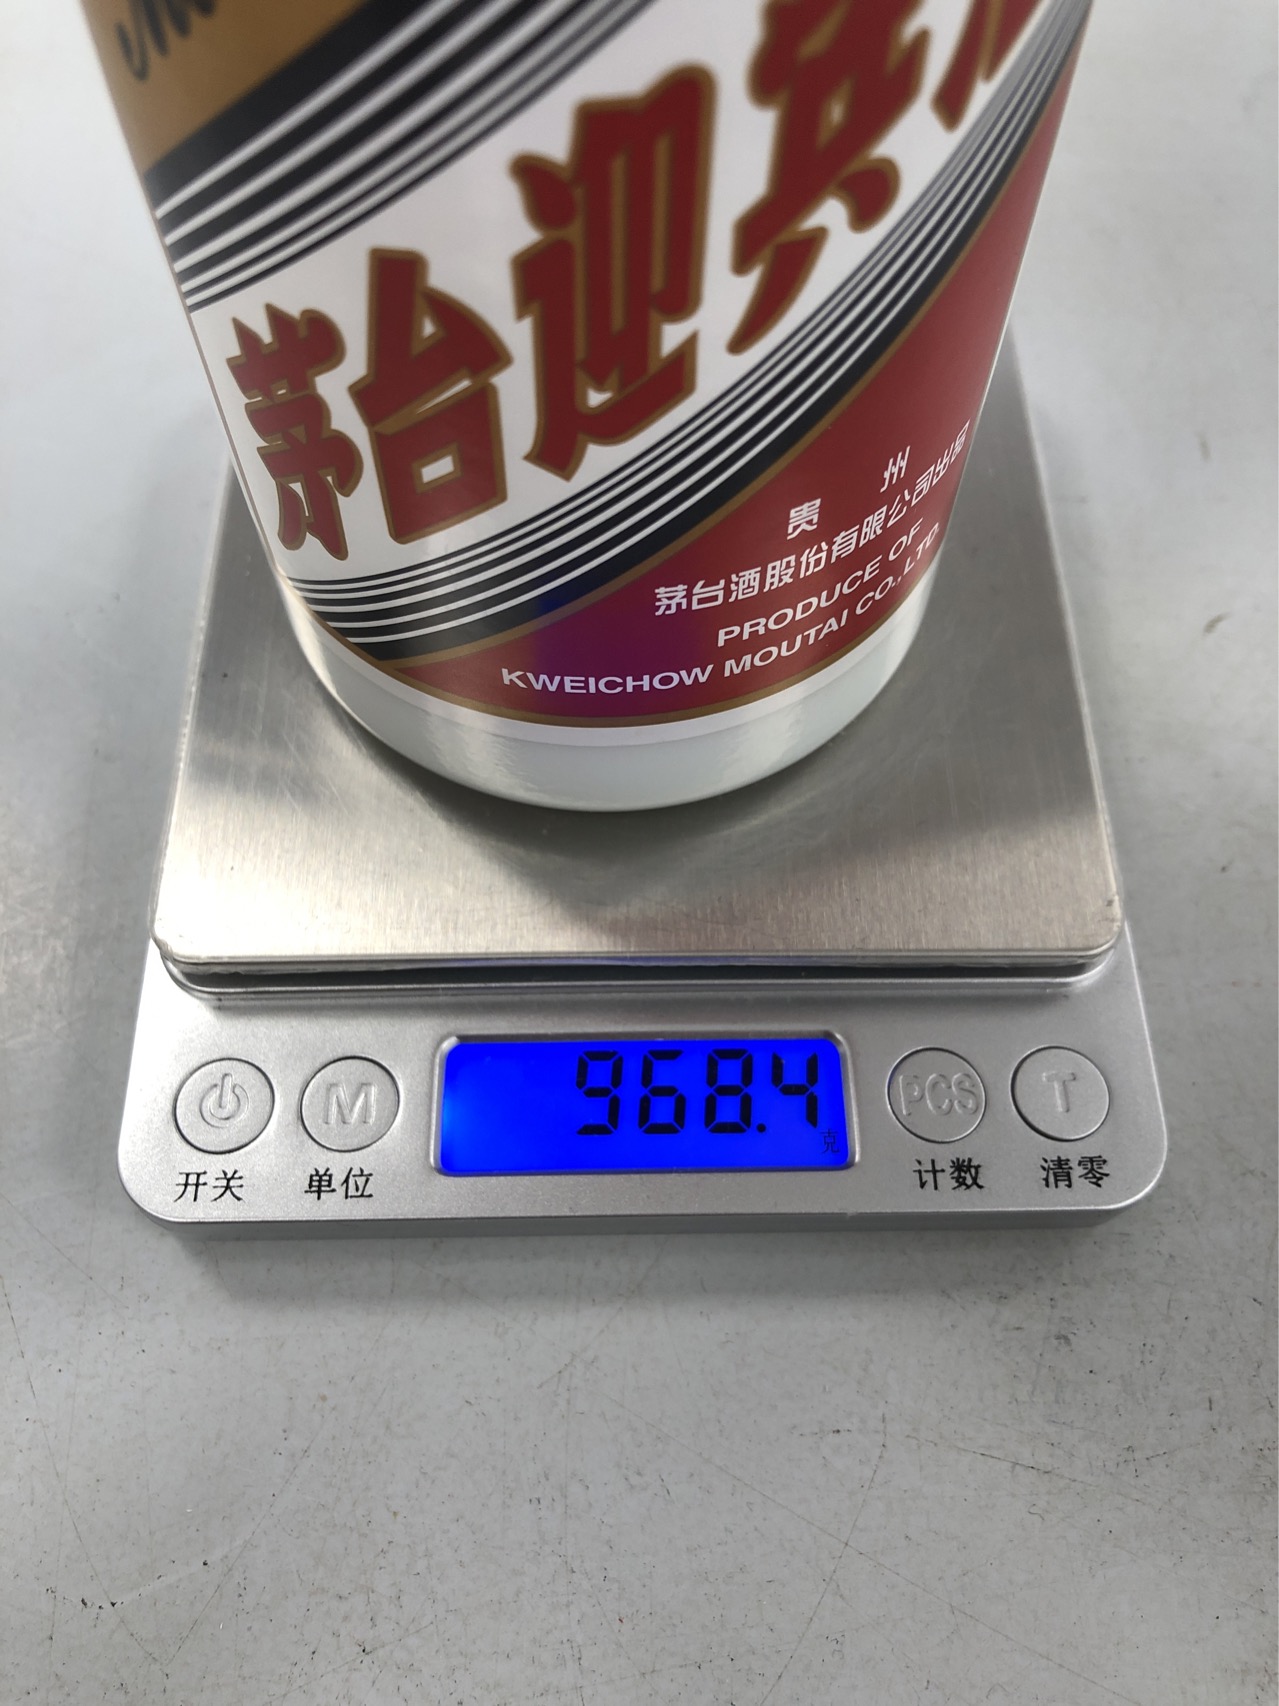 茅台迎宾
贵州
茅台酒股份有限公司出品
PRODUCE OF
KWEICHOW MOUTAI CO.,LTD.
968.4
克
M
PCS
T
开关
单位
计数
清零